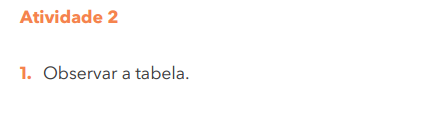 Atividade 2
1. Observar a tabela.